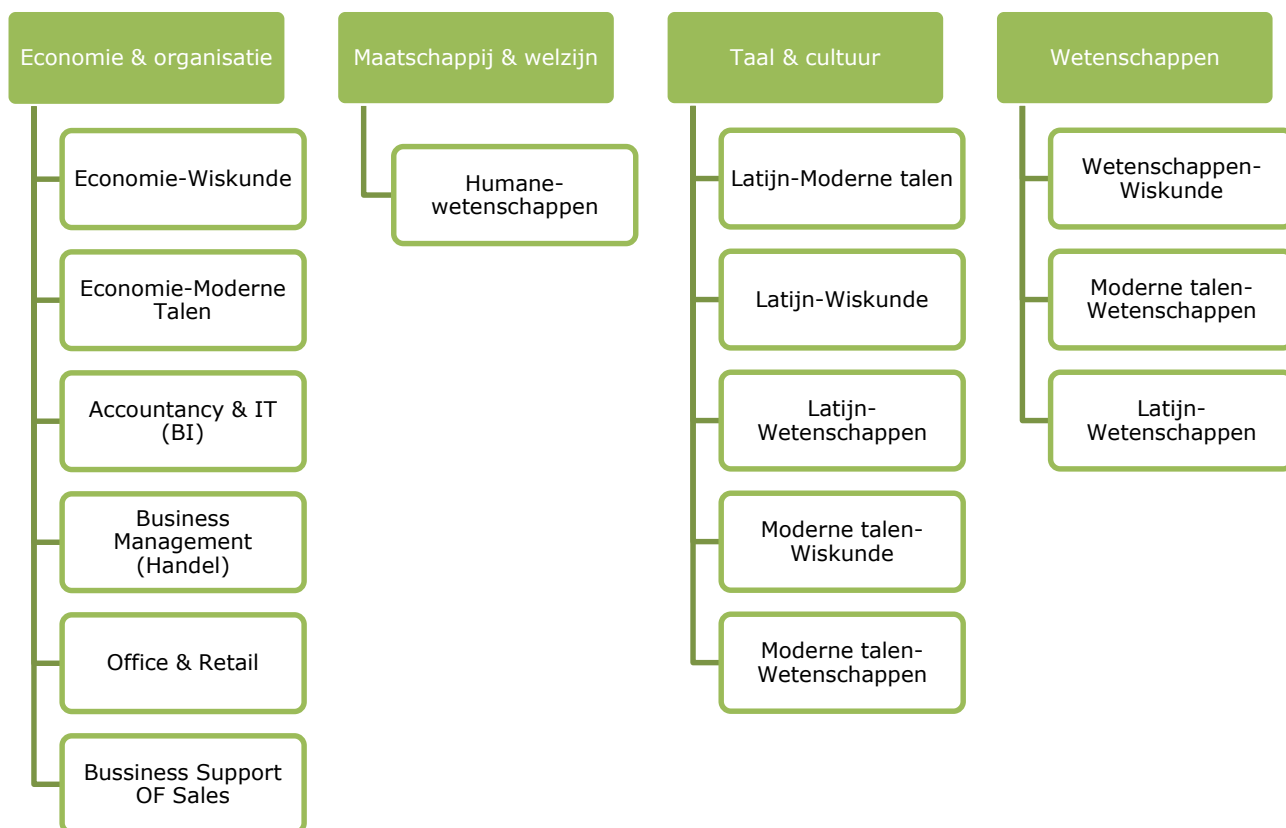 Economie & organisatie
Economie-Wiskunde
Economie-Moderne
Talen
Accountancy & IT
(BI)
Business
Management
(Handel)
Office & Retail
Bussiness Support
OF Sales
Maatschappij & welzijn
Humane-
wetenschappen
Taal & cultuur
Latijn-Moderne talen
Latijn-Wiskunde
Latijn-
Wetenschappen
Moderne talen-
Wiskunde
Moderne talen-
Wetenschappen
Wetenschappen
Wetenschappen-
Wiskunde
Moderne talen-
Wetenschappen
Latijn-
Wetenschappen